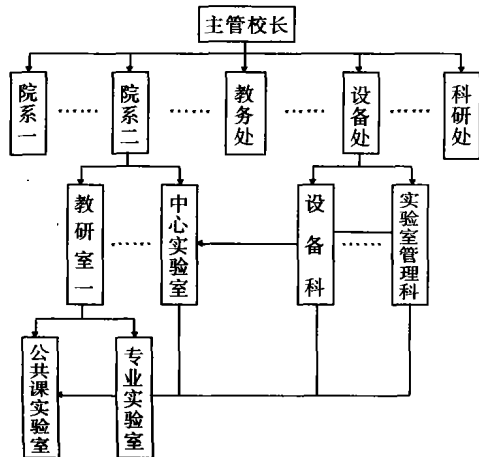 主管校长
院系一
……
院系二
……
教务处
……
设备处
……
科研处
教研室一
……
中心实验室
设备科
……
实验室管理科
公共课实验室
专业实验室